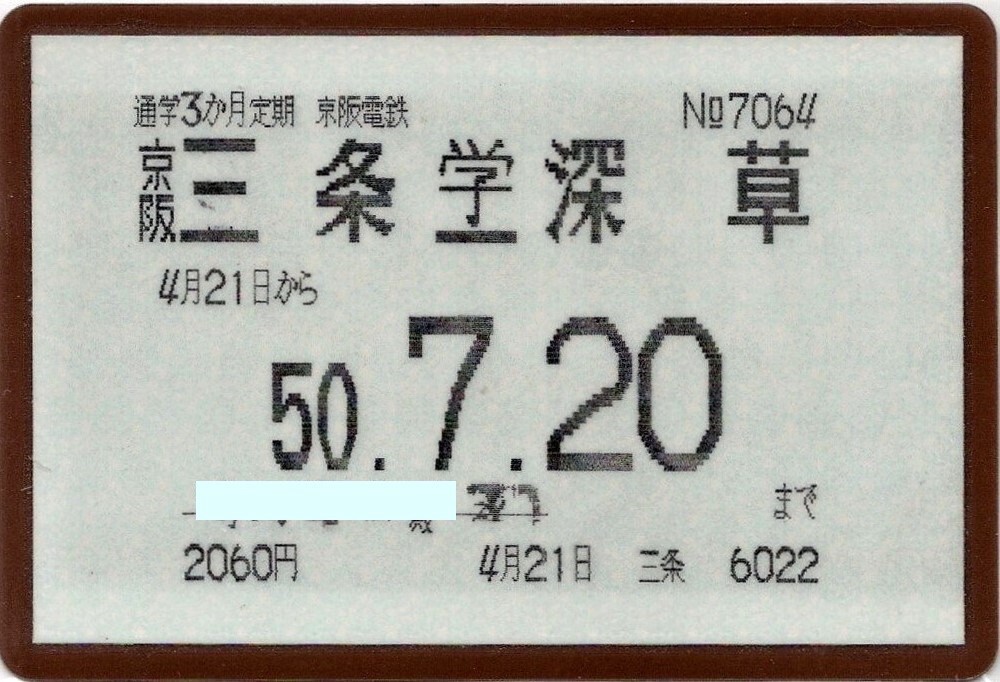 通学3か月定期 京阪電鉄 №7064
京阪三条学深草
4月21日から
50.7.20
まで
2060円 4月21日 三条 6022